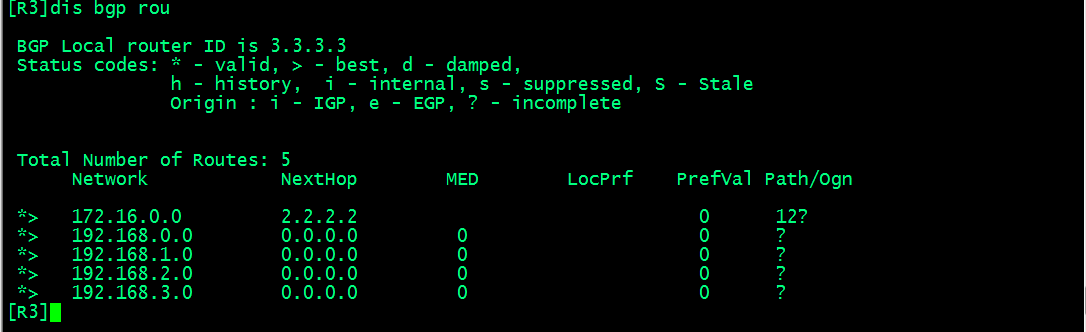 [R3]dis bgp rou
BGP Local router ID is 3.3.3.3
Status codes: * - valid, > - best, d - damped,
h - history,  i - internal, s - suppressed, S - Stale
Origin : i - IGP, e - EGP, ? - incomplete
Total Number of Routes: 5
Network NextHop MED LocPrf PrefVal Path/Ogn
*> 172.16.0.0 2.2.2.2 0 12?
*> 192.168.0.0 0.0.0.0 0 0 ?
*> 192.168.1.0 0.0.0.0 0 0 ?
*> 192.168.2.0 0.0.0.0 0 0 ?
*> 192.168.3.0 0.0.0.0 0 0 ?
[R3]